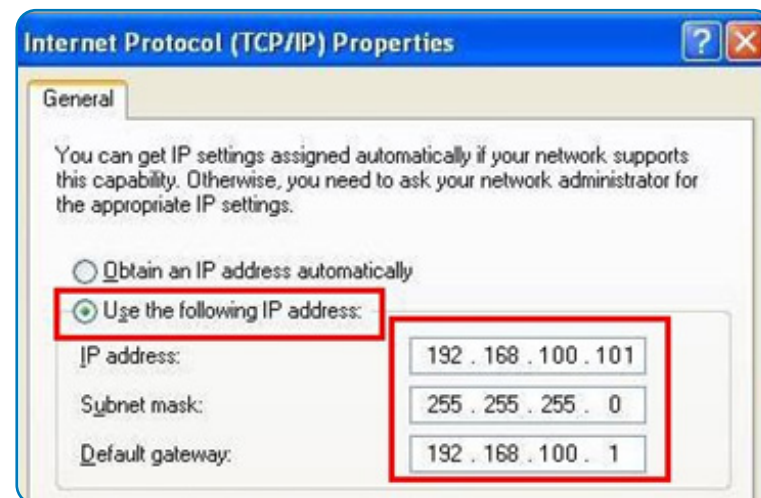 Internet Protocol (TCP/IP) Properties ?
General
You can get IP settings assigned automatically if your network supports
this capability. Otherwise, you need to ask your network administrator for
the appropriate IP settings.
Obtain an IP address automatically
Use the following IP address:
IP address: 192 . 168 . 100 . 101
Subnet mask: 255 . 255 . 255 . 0
Default gateway: 192 . 168 . 100 . 1